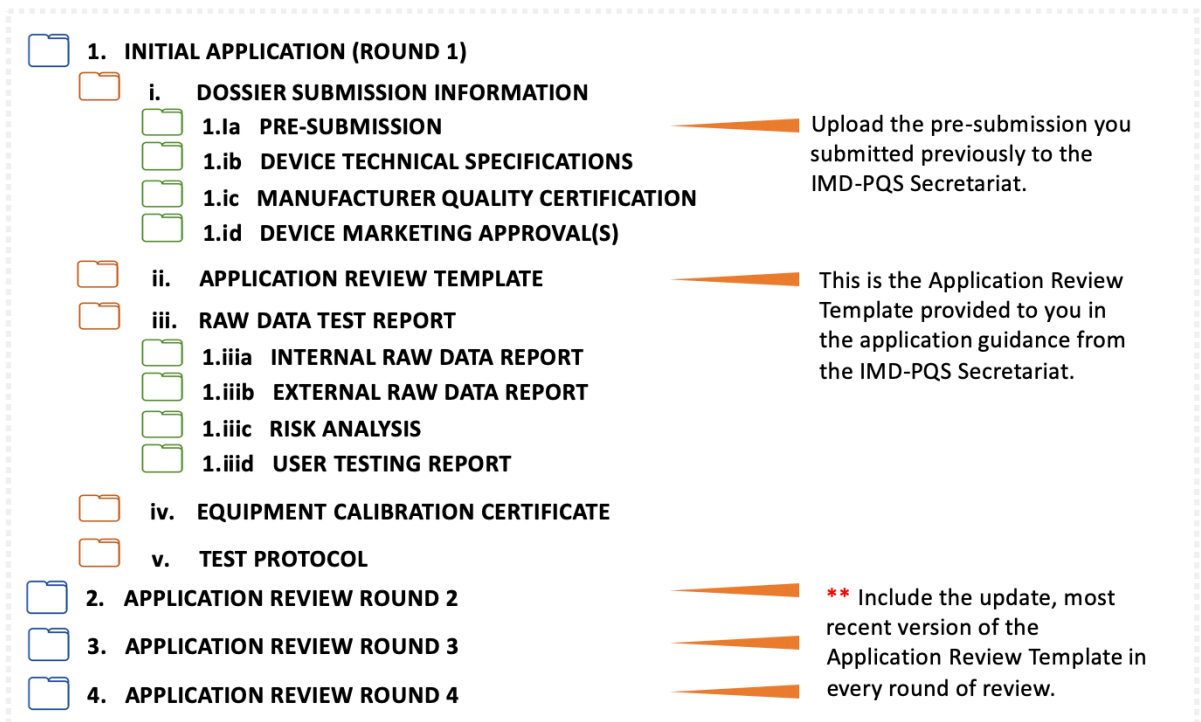 1. INITIAL APPLICATION (ROUND 1)
i. DOSSIER SUBMISSION INFORMATION
1.Ia PRE-SUBMISSION
1.ib DEVICE TECHNICAL SPECIFICATIONS
1.ic MANUFACTURER QUALITY CERTIFICATION
1.id DEVICE MARKETING APPROVAL(S)
Upload the pre-submission you
submitted previously to the
IMD-PQS Secretariat.
ii. APPLICATION REVIEW TEMPLATE
iii. RAW DATA TEST REPORT
1.iiia INTERNAL RAW DATA REPORT
1.iiib EXTERNAL RAW DATA REPORT
1.iiic RISK ANALYSIS
1.iiid USER TESTING REPORT
This is the Application Review
Template provided to you in
the application guidance from
the IMD-PQS Secretariat.
iv. EQUIPMENT CALIBRATION CERTIFICATE
v. TEST PROTOCOL
2. APPLICATION REVIEW ROUND 2
3. APPLICATION REVIEW ROUND 3
4. APPLICATION REVIEW ROUND 4
** Include the update, most
recent version of the
Application Review Template in
every round of review.